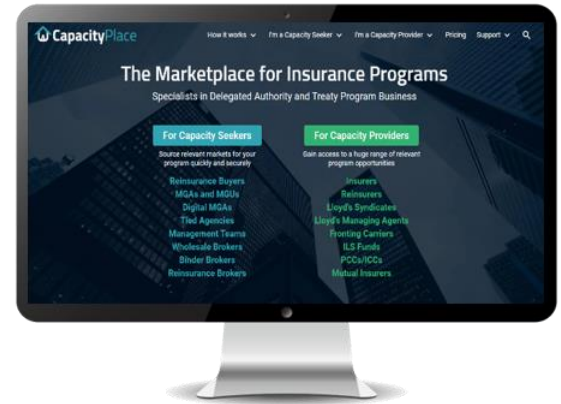 CapacityPlace
How it works
I'm a Capacity Seeker
I'm a Capacity Provider
Pricing
Support
The Marketplace for Insurance Programs
Specialists in Delegated Authority and Treaty Program Business
For Capacity Seekers
Source relevant markets for your
program quickly and securely
Reinsurance Buyers
MGAs and MGUs
Digital MGAs
Tied Agencies
Management Teams
Wholesale Brokers
Binder Brokers
Reinsurance Brokers
For Capacity Providers
Gain access to a huge range of relevant
program opportunities
Insurers
Reinsurers
Lloyd's Syndicates
Lloyd's Managing Agents
Fronting Carriers
ILS Funds
PCCs/ICCs
Mutual Insurers